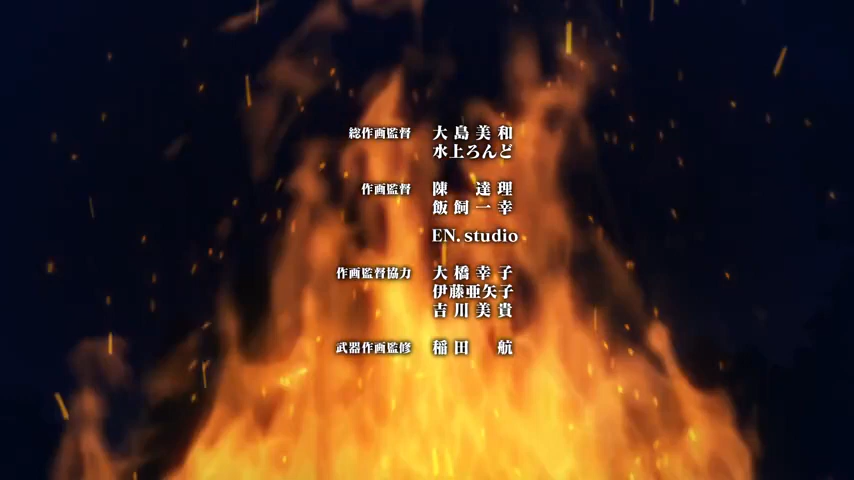 総作画監督 大島美和
水上ろんど
作画監督 陳達理
飯飼一幸
EN. studio
作画監督協力 大橋幸子
伊藤亜矢子
吉川美貴
武器作画監修 稲田航